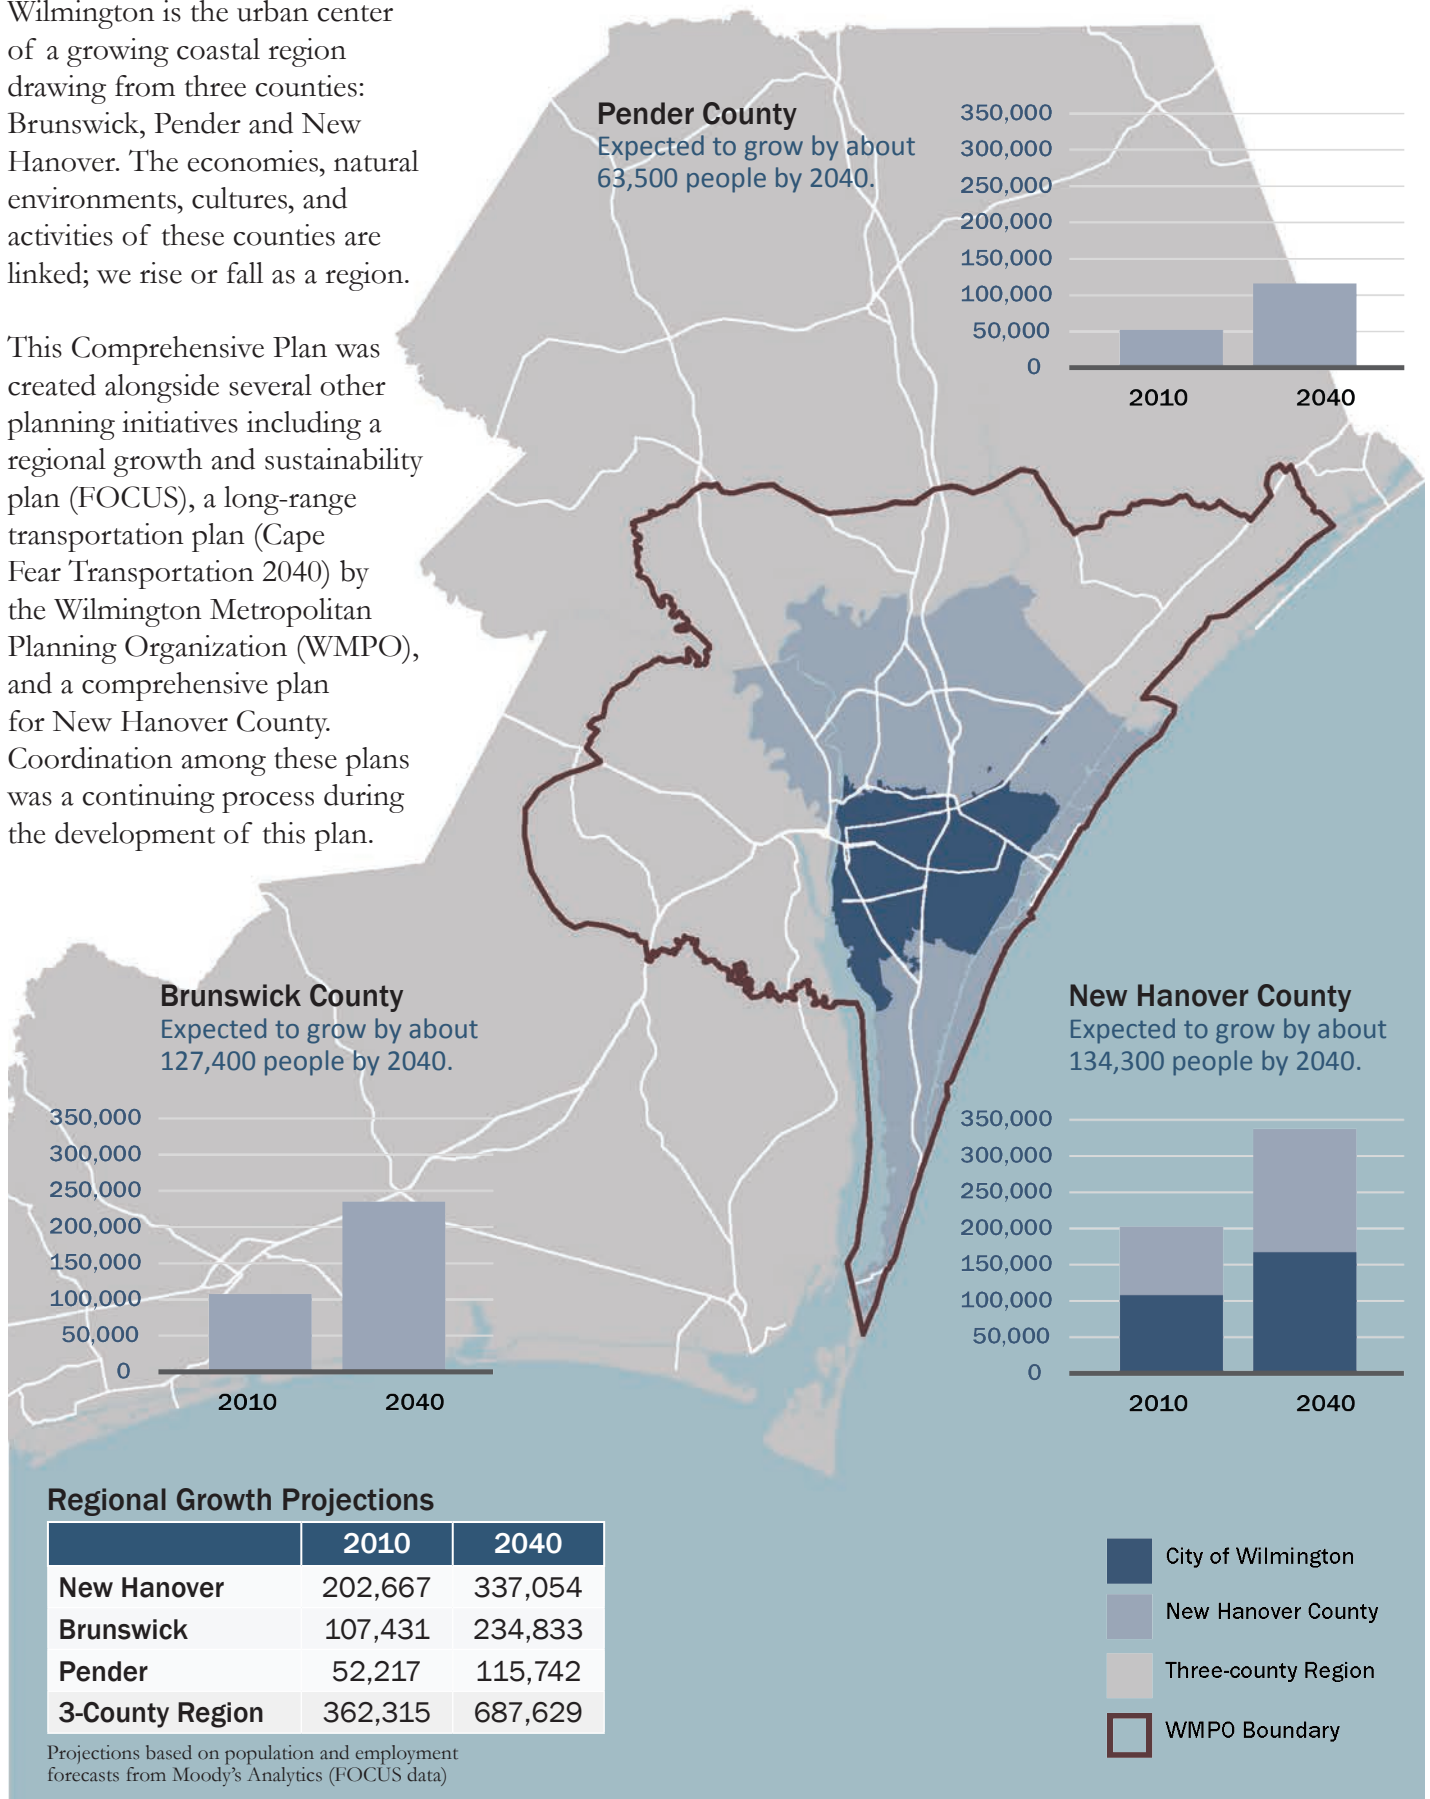 Wilmington is the urban center
of a growing coastal region
drawing from three counties:
Brunswick, Pender and New
Hanover. The economies, natural
environments, cultures, and
activities of these counties are
linked; we rise or fall as a region.
This Comprehensive Plan was
created alongside several other
planning initiatives including a
regional growth and sustainability
plan (FOCUS), a long-range
transportation plan (Cape
Fear Transportation 2040) by
the Wilmington Metropolitan
Planning Organization (WMPO),
and a comprehensive plan
for New Hanover County.
Coordination among these plans
was a continuing process during
the development of this plan.
Pender County
Expected to grow by about
63,500 people by 2040.
350,000
300,000
250,000
200,000
150,000
100,000
50,000
0
2010 2040
Brunswick County
Expected to grow by about
127,400 people by 2040.
350,000
300,000
250,000
200,000
150,000
100,000
50,000
0
2010 2040
New Hanover County
Expected to grow by about
134,300 people by 2040.
350,000
300,000
250,000
200,000
150,000
100,000
50,000
0
2010 2040
Regional Growth Projections
2010 2040
New Hanover 202,667 337,054
Brunswick 107,431 234,833
Pender 52,217 115,742
3-County Region 362,315 687,629
Projections based on population and employment
forecasts from Moody's Analytics (FOCUS data)
City of Wilmington
New Hanover County
Three-county Region
WMPO Boundary